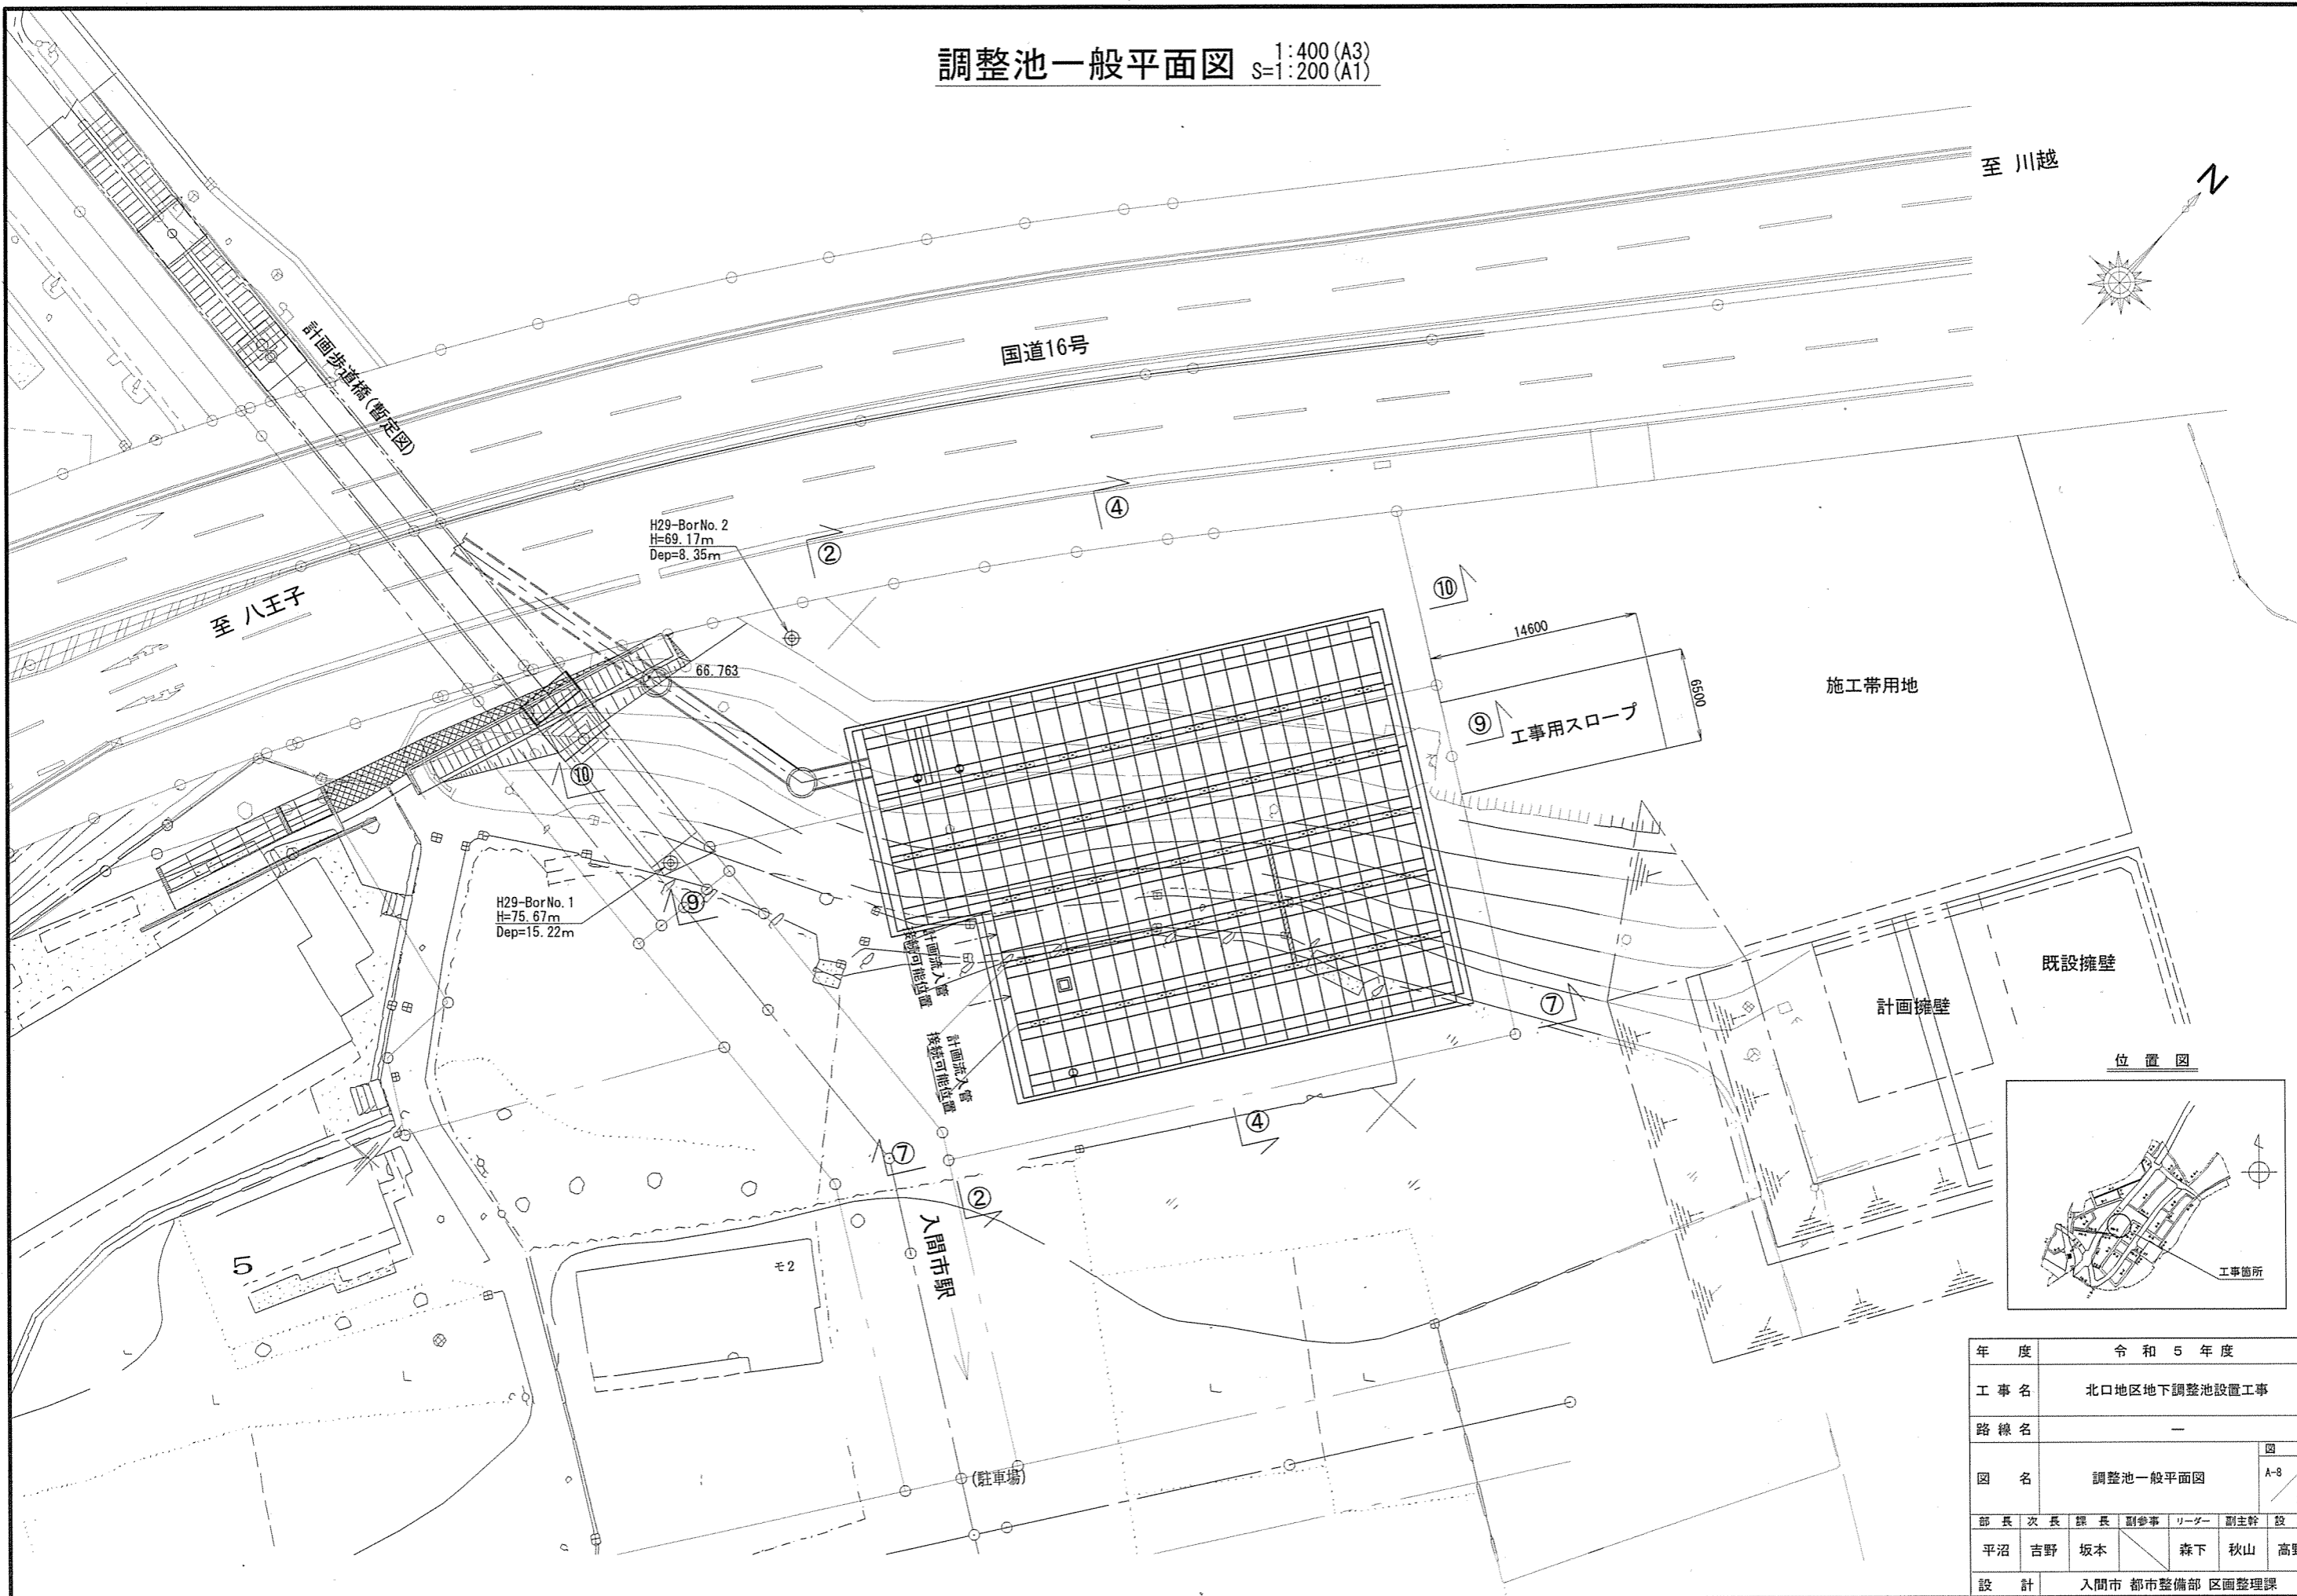 調整池一般平面図
1:400(A3)
S=1:200(A1)
至 川越
N
国道16号
計画歩道橋(暫定図)
至 八王子
H29-BorNo.2
H=69.17m
Dep=8.35m
②
④
66.763
⑩
14600
6500
⑨
工事用スロープ
施工帯用地
⑩
H29-BorNo.1
H=75.67m
Dep=15.22m
⑨
計画流入管
接続可能位置
計画流入管
接続可能位置
⑦
既設擁壁
計画擁壁
④
⑦
②
入間市駅
モ2
5
(駐車場)
位置図
工事箇所
年度 令和5年度
工事名 北口地区地下調整池設置工事
路線名 —
図名 調整池一般平面図 図
A-8
部長 次長 課長 副参事 リーダー 副主幹 設
平沼 吉野 坂本 森下 秋山 高野
設計 入間市 都市整備部 区画整理課